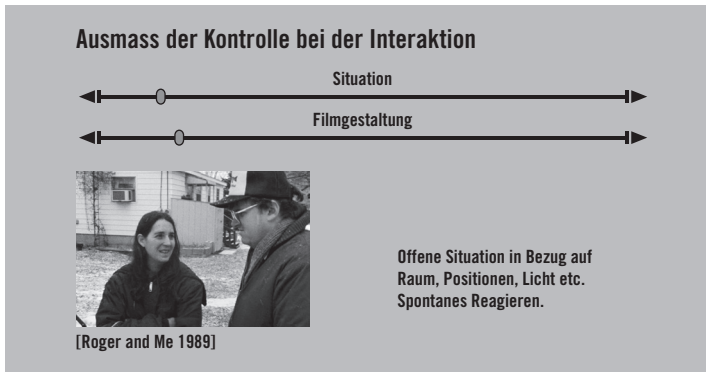 Ausmass der Kontrolle bei der Interaktion
Situation
Filmgestaltung
Offene Situation in Bezug auf
Raum, Positionen, Licht etc.
Spontanes Reagieren.
[Roger and Me 1989]